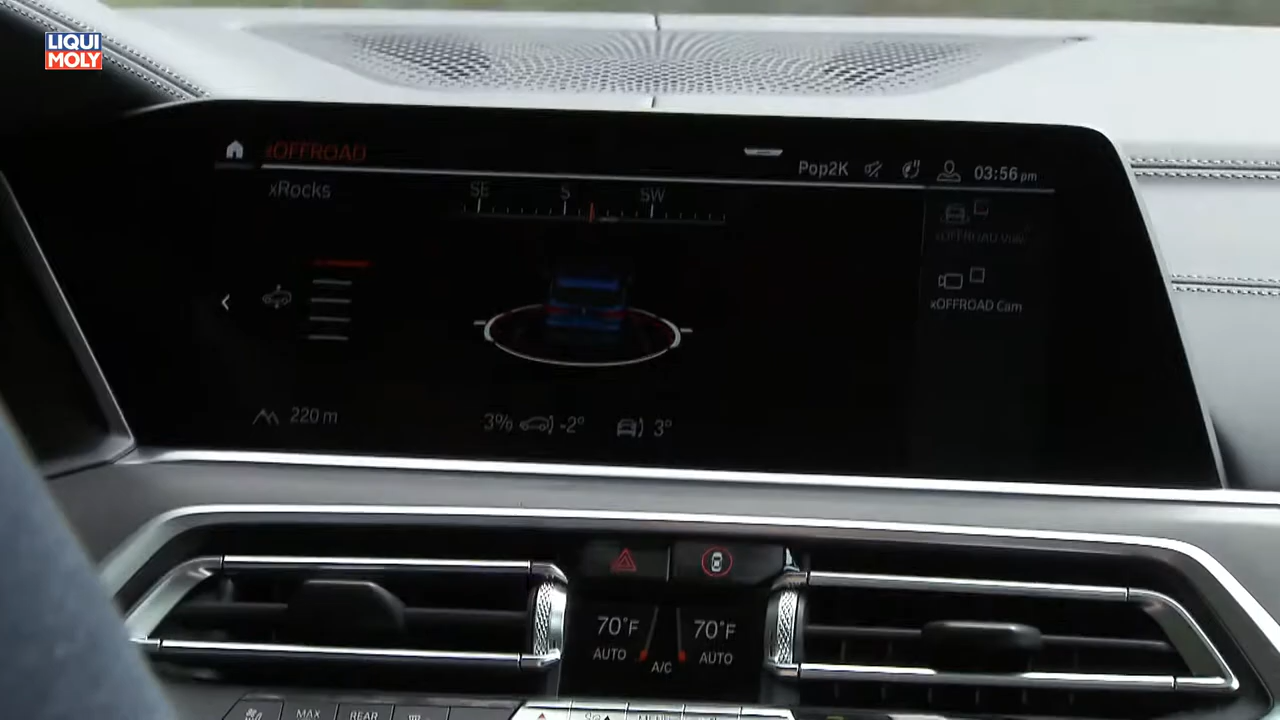 LIQUI
MOLY
xOFFROAD
Pop2K
03:56 pm
xRocks
SE
S
SW
xOFFROAD Cam
220 m
3%
-2°
3°
70°F
70°F
AUTO
A/C
AUTO
MAX
REAR